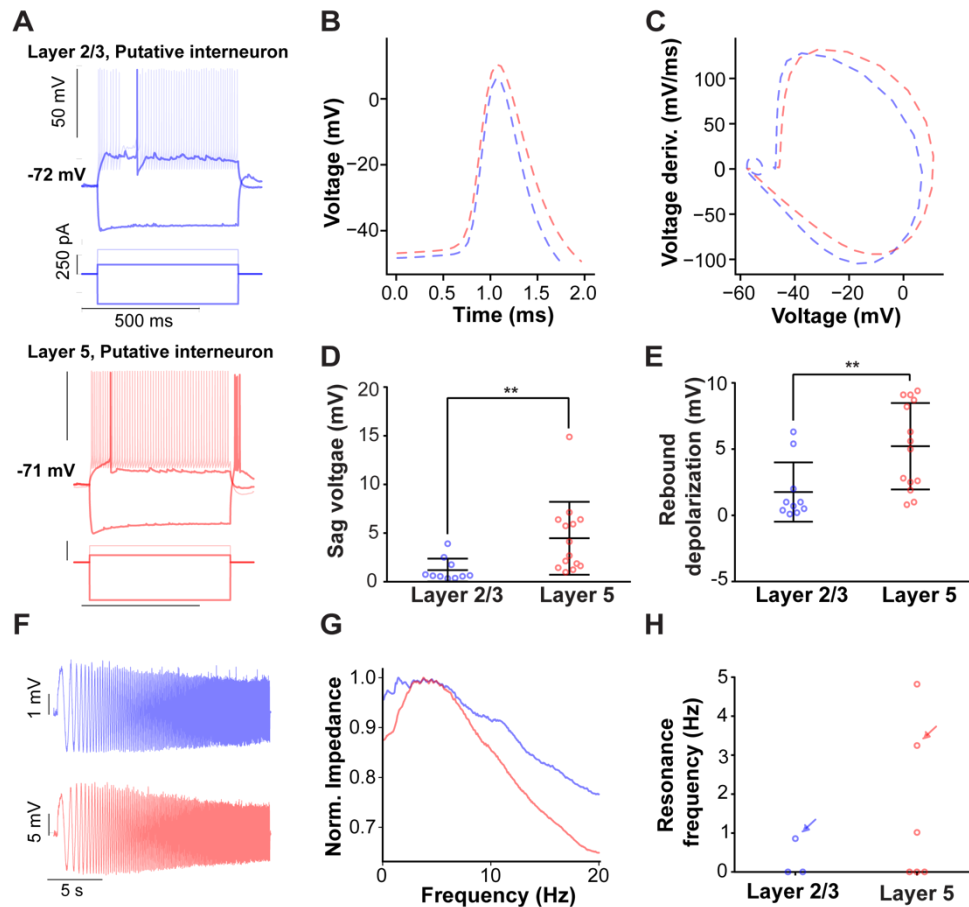 A
Layer 2/3, Putative interneuron
50 mV
-72 mV
250 pA
500 ms
Layer 5, Putative interneuron
-71 mV
B
Voltage (mV)
0
−20
−40
0.0 0.5 1.0 1.5 2.0
Time (ms)
C
Voltage deriv. (mV/ms)
100
50
0
−50
−100
−60 −40 −20 0
Voltage (mV)
D
Sag voltgae (mV)
20
15
10
5
0
**
Layer 2/3 Layer 5
E
Rebound
depolarization (mV)
10
5
0
-5
**
Layer 2/3 Layer 5
F
1 mV
5 mV
5 s
G
Norm. Impedance
1.0
0.9
0.8
0.7
0 10 20
Frequency (Hz)
H
Resonance
frequency (Hz)
5
4
3
2
1
0
Layer 2/3 Layer 5